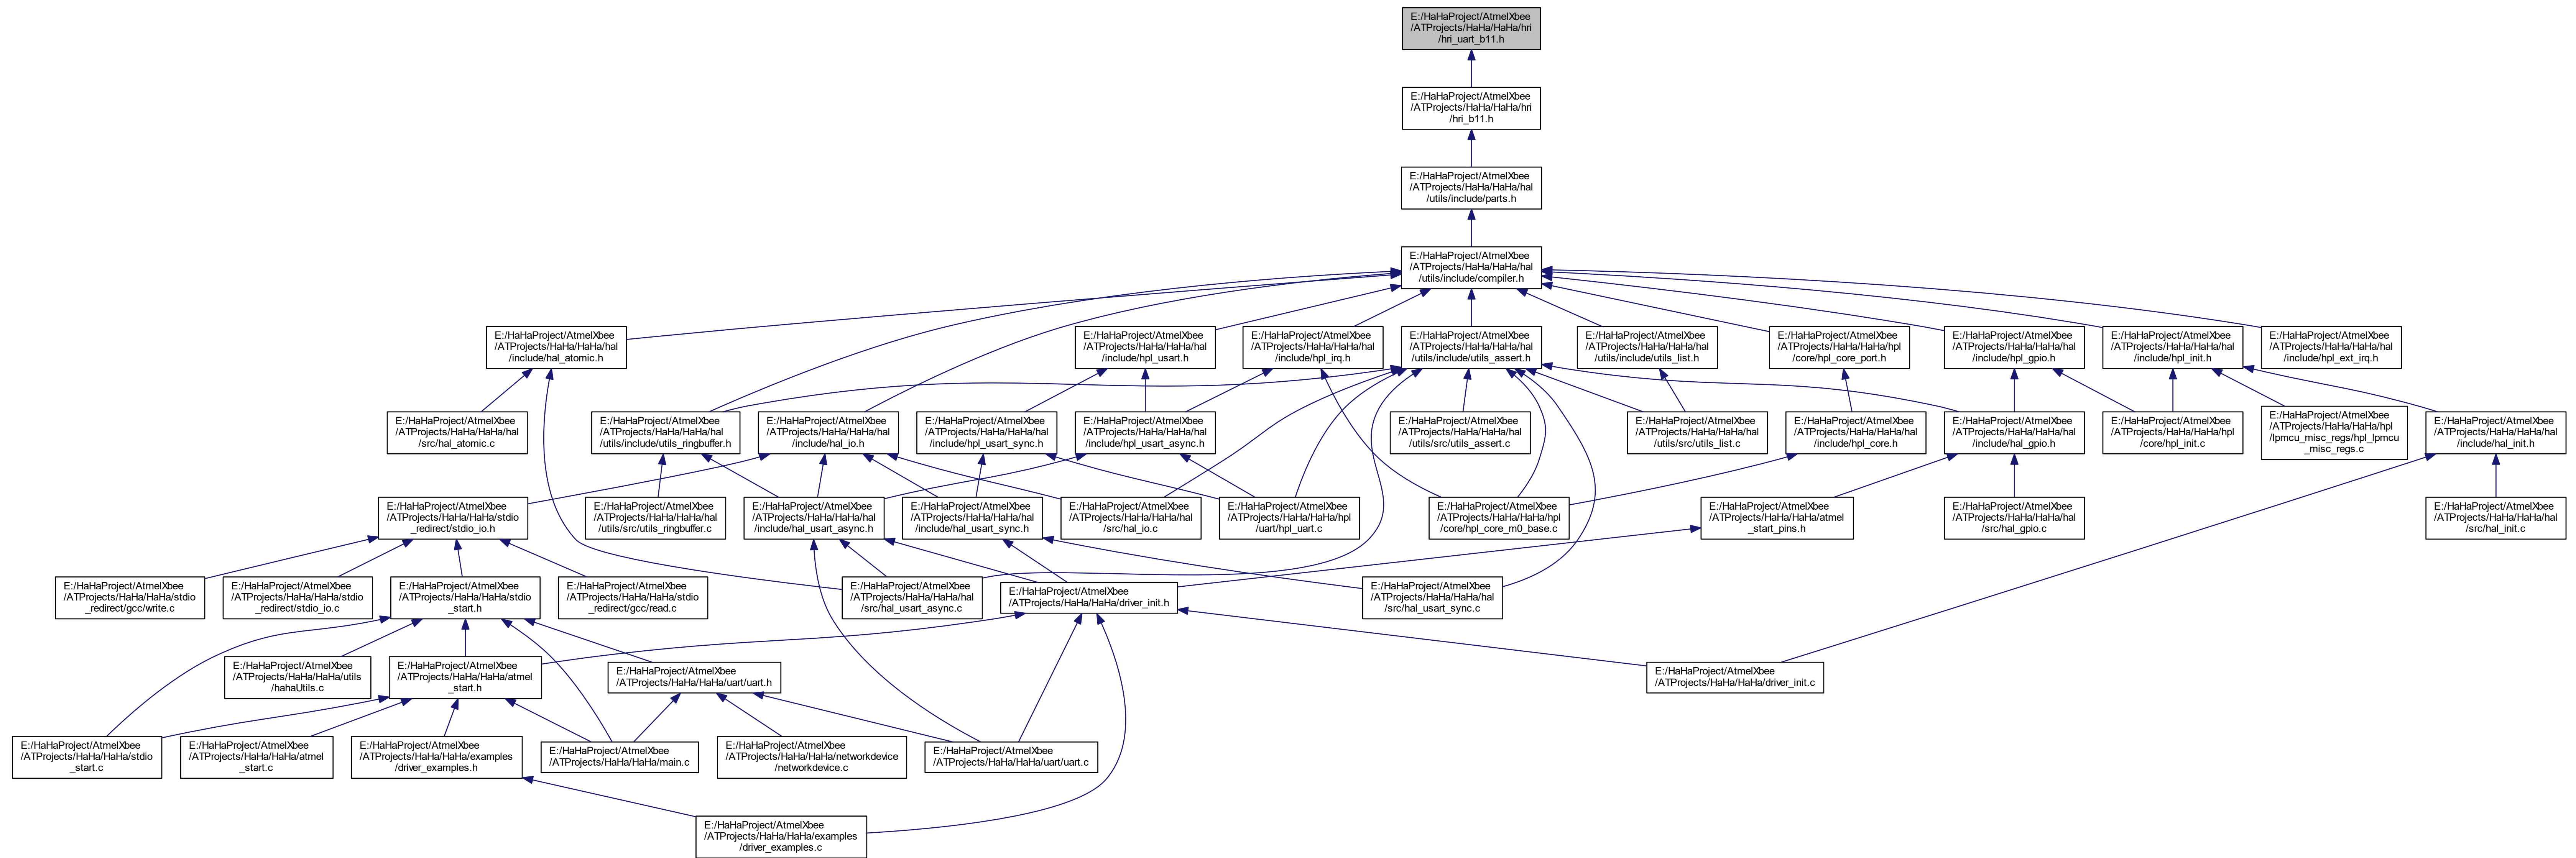 E:/HaHaProject/AtmelXbee
/ATProjects/HaHa/HaHa/hri
/hri_uart_b11.h
E:/HaHaProject/AtmelXbee
/ATProjects/HaHa/HaHa/hri
/hri_b11.h
E:/HaHaProject/AtmelXbee
/ATProjects/HaHa/HaHa/hal
/utils/include/parts.h
E:/HaHaProject/AtmelXbee
/ATProjects/HaHa/HaHa/hal
/utils/include/compiler.h
E:/HaHaProject/AtmelXbee
/ATProjects/HaHa/HaHa/hal
/include/hal_atomic.h
E:/HaHaProject/AtmelXbee
/ATProjects/HaHa/HaHa/hal
/include/hpl_usart.h
E:/HaHaProject/AtmelXbee
/ATProjects/HaHa/HaHa/hal
/include/hpl_irq.h
E:/HaHaProject/AtmelXbee
/ATProjects/HaHa/HaHa/hal
/utils/include/utils_assert.h
E:/HaHaProject/AtmelXbee
/ATProjects/HaHa/HaHa/hal
/utils/include/utils_list.h
E:/HaHaProject/AtmelXbee
/ATProjects/HaHa/HaHa/hpl
/core/hpl_core_port.h
E:/HaHaProject/AtmelXbee
/ATProjects/HaHa/HaHa/hal
/include/hpl_gpio.h
E:/HaHaProject/AtmelXbee
/ATProjects/HaHa/HaHa/hal
/include/hpl_init.h
E:/HaHaProject/AtmelXbee
/ATProjects/HaHa/HaHa/hal
/include/hpl_ext_irq.h
E:/HaHaProject/AtmelXbee
/ATProjects/HaHa/HaHa/hal
/src/hal_atomic.c
E:/HaHaProject/AtmelXbee
/ATProjects/HaHa/HaHa/hal
/utils/include/utils_ringbuffer.h
E:/HaHaProject/AtmelXbee
/ATProjects/HaHa/HaHa/hal
/include/hal_io.h
E:/HaHaProject/AtmelXbee
/ATProjects/HaHa/HaHa/hal
/include/hpl_usart_sync.h
E:/HaHaProject/AtmelXbee
/ATProjects/HaHa/HaHa/hal
/include/hpl_usart_async.h
E:/HaHaProject/AtmelXbee
/ATProjects/HaHa/HaHa/hal
/utils/src/utils_assert.c
E:/HaHaProject/AtmelXbee
/ATProjects/HaHa/HaHa/hal
/utils/src/utils_list.c
E:/HaHaProject/AtmelXbee
/ATProjects/HaHa/HaHa/hal
/include/hpl_core.h
E:/HaHaProject/AtmelXbee
/ATProjects/HaHa/HaHa/hal
/include/hal_gpio.h
E:/HaHaProject/AtmelXbee
/ATProjects/HaHa/HaHa/hpl
/core/hpl_init.c
E:/HaHaProject/AtmelXbee
/ATProjects/HaHa/HaHa/hpl
/lpmcu_misc_regs/hpl_lpmcu
_misc_regs.c
E:/HaHaProject/AtmelXbee
/ATProjects/HaHa/HaHa/hal
/include/hal_init.h
E:/HaHaProject/AtmelXbee
/ATProjects/HaHa/HaHa/stdio
_redirect/stdio_io.h
E:/HaHaProject/AtmelXbee
/ATProjects/HaHa/HaHa/hal
/utils/src/utils_ringbuffer.c
E:/HaHaProject/AtmelXbee
/ATProjects/HaHa/HaHa/hal
/include/hal_usart_async.h
E:/HaHaProject/AtmelXbee
/ATProjects/HaHa/HaHa/hal
/include/hal_usart_sync.h
E:/HaHaProject/AtmelXbee
/ATProjects/HaHa/HaHa/hal
/src/hal_io.c
E:/HaHaProject/AtmelXbee
/ATProjects/HaHa/HaHa/hpl
/uart/hpl_uart.c
E:/HaHaProject/AtmelXbee
/ATProjects/HaHa/HaHa/hpl
/core/hpl_core_m0_base.c
E:/HaHaProject/AtmelXbee
/ATProjects/HaHa/HaHa/atmel
_start_pins.h
E:/HaHaProject/AtmelXbee
/ATProjects/HaHa/HaHa/hal
/src/hal_gpio.c
E:/HaHaProject/AtmelXbee
/ATProjects/HaHa/HaHa/hal
/src/hal_init.c
E:/HaHaProject/AtmelXbee
/ATProjects/HaHa/HaHa/stdio
_redirect/gcc/write.c
E:/HaHaProject/AtmelXbee
/ATProjects/HaHa/HaHa/stdio
_redirect/stdio_io.c
E:/HaHaProject/AtmelXbee
/ATProjects/HaHa/HaHa/stdio
_start.h
E:/HaHaProject/AtmelXbee
/ATProjects/HaHa/HaHa/stdio
_redirect/gcc/read.c
E:/HaHaProject/AtmelXbee
/ATProjects/HaHa/HaHa/hal
/src/hal_usart_async.c
E:/HaHaProject/AtmelXbee
/ATProjects/HaHa/HaHa/driver_init.h
E:/HaHaProject/AtmelXbee
/ATProjects/HaHa/HaHa/hal
/src/hal_usart_sync.c
E:/HaHaProject/AtmelXbee
/ATProjects/HaHa/HaHa/utils
/hahaUtils.c
E:/HaHaProject/AtmelXbee
/ATProjects/HaHa/HaHa/atmel
_start.h
E:/HaHaProject/AtmelXbee
/ATProjects/HaHa/HaHa/uart/uart.h
E:/HaHaProject/AtmelXbee
/ATProjects/HaHa/HaHa/driver_init.c
E:/HaHaProject/AtmelXbee
/ATProjects/HaHa/HaHa/stdio
_start.c
E:/HaHaProject/AtmelXbee
/ATProjects/HaHa/HaHa/atmel
_start.c
E:/HaHaProject/AtmelXbee
/ATProjects/HaHa/HaHa/examples
/driver_examples.h
E:/HaHaProject/AtmelXbee
/ATProjects/HaHa/HaHa/main.c
E:/HaHaProject/AtmelXbee
/ATProjects/HaHa/HaHa/networkdevice
/networkdevice.c
E:/HaHaProject/AtmelXbee
/ATProjects/HaHa/HaHa/uart/uart.c
E:/HaHaProject/AtmelXbee
/ATProjects/HaHa/HaHa/examples
/driver_examples.c